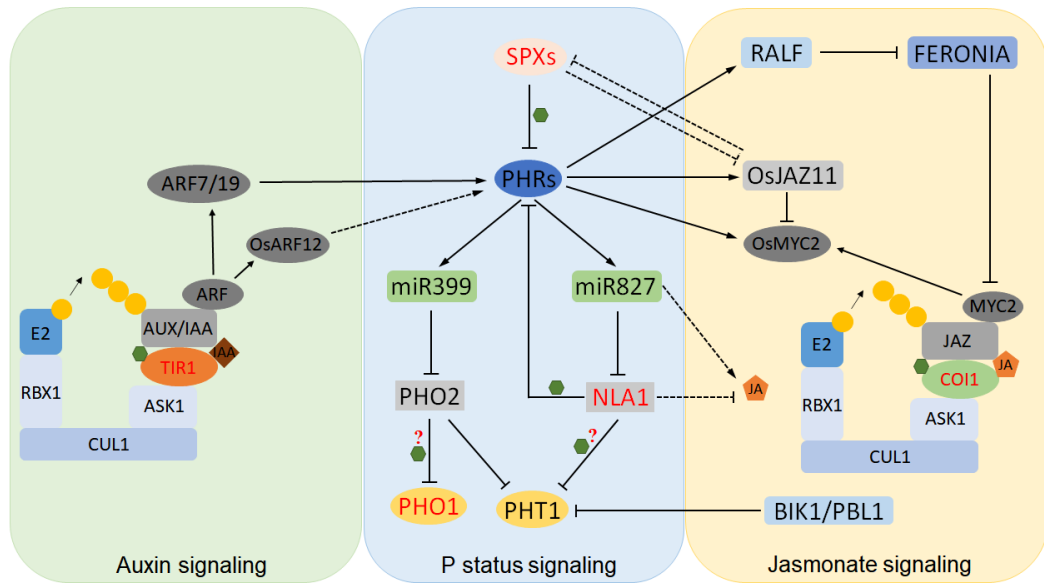 SPXs
RALF
FERONIA
ARF7/19
PHRs
OsJAZ11
OsARF12
OsMYC2
ARF
miR399
miR827
MYC2
E2
AUX/IAA
IAA
TIR1
RBX1
ASK1
CUL1
PHO2
NLA1
JA
E2
JAZ
JA
COI1
RBX1
ASK1
CUL1
?
?
PHO1
PHT1
BIK1/PBL1
Auxin signaling
P status signaling
Jasmonate signaling